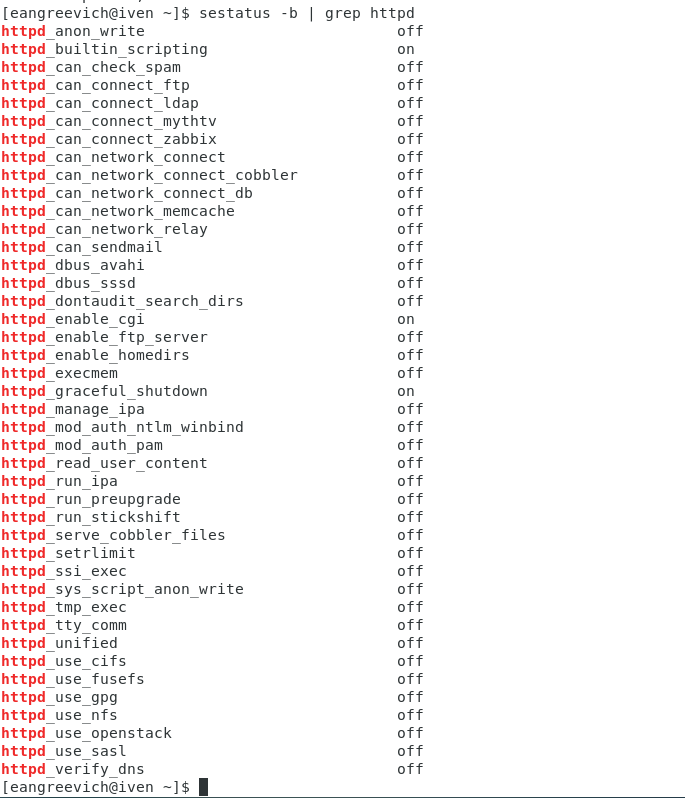 [eangreevich@iven ~]$ sestatus -b | grep httpd
httpd_anon_write                            off
httpd_builtin_scripting                     on
httpd_can_check_spam                        off
httpd_can_connect_ftp                       off
httpd_can_connect_ldap                      off
httpd_can_connect_mythtv                    off
httpd_can_connect_zabbix                    off
httpd_can_network_connect                   off
httpd_can_network_connect_cobbler           off
httpd_can_network_connect_db                off
httpd_can_network_memcache                  off
httpd_can_network_relay                     off
httpd_can_sendmail                          off
httpd_dbus_avahi                            off
httpd_dbus_sssd                             off
httpd_dontaudit_search_dirs                 off
httpd_enable_cgi                            on
httpd_enable_ftp_server                     off
httpd_enable_homedirs                       off
httpd_execmem                               off
httpd_graceful_shutdown                     on
httpd_manage_ipa                            off
httpd_mod_auth_ntlm_winbind                 off
httpd_mod_auth_pam                          off
httpd_read_user_content                     off
httpd_run_ipa                               off
httpd_run_preupgrade                        off
httpd_run_stickshift                        off
httpd_serve_cobbler_files                   off
httpd_setrlimit                             off
httpd_ssi_exec                              off
httpd_sys_script_anon_write                 off
httpd_tmp_exec                              off
httpd_tty_comm                              off
httpd_unified                               off
httpd_use_cifs                              off
httpd_use_fusefs                            off
httpd_use_gpg                               off
httpd_use_nfs                               off
httpd_use_openstack                         off
httpd_use_sasl                              off
httpd_verify_dns                            off
[eangreevich@iven ~]$